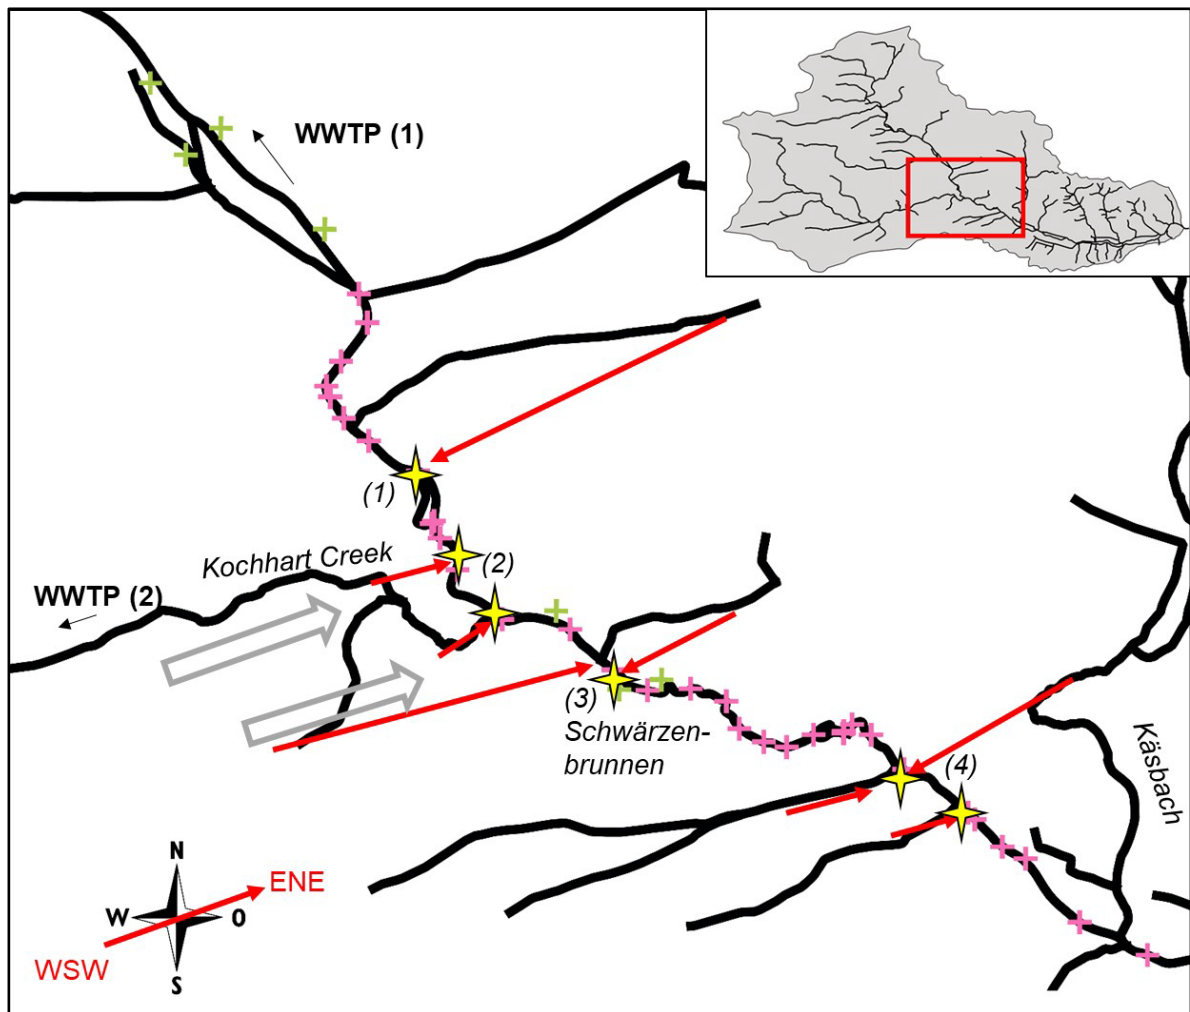 WWTP (1)
(1)
Kochhart Creek
(2)
WWTP (2)
(3)
Schwärzen-
brunnen
(4)
Käsbach
N
ENE
W
O
WSW
S